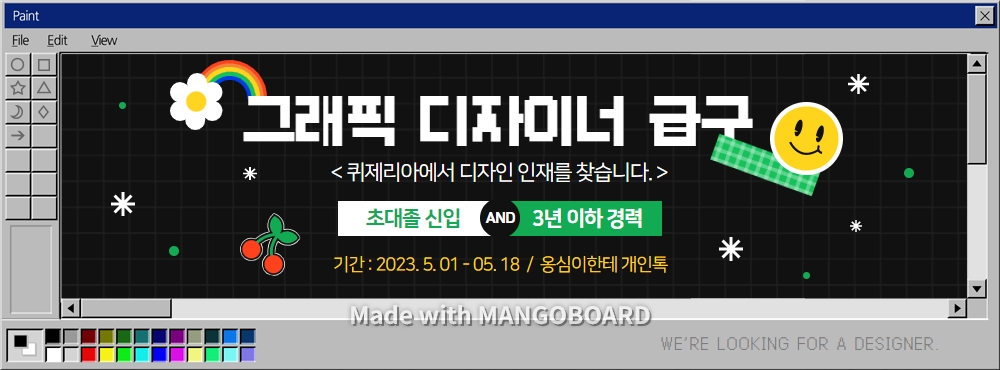 Paint
File Edit View
그래픽 디자이너 급구
< 퀴제리아에서 디자인 인재를 찾습니다. >
초대졸 신입 AND 3년 이하 경력
기간 : 2023. 5. 01 - 05. 18 / 옹심이한테 개인톡
Made with MANGOBOARD
WE'RE LOOKING FOR A DESIGNER.